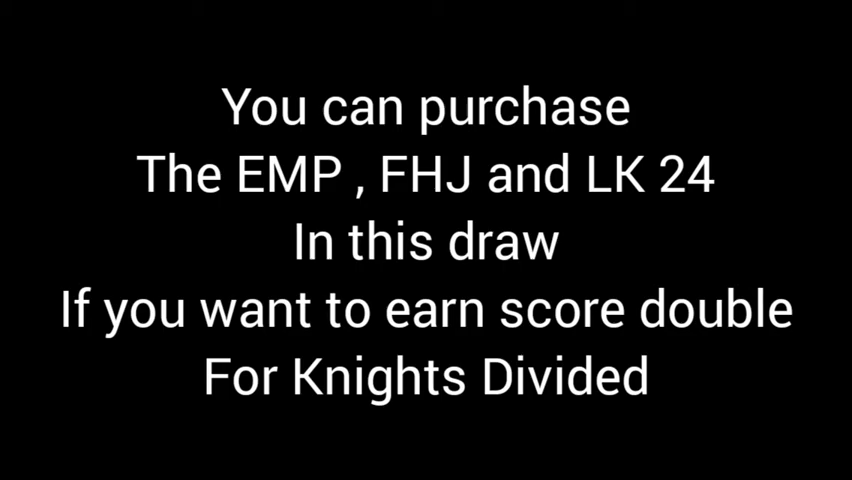 You can purchase
The EMP , FHJ and LK 24
In this draw
If you want to earn score double
For Knights Divided